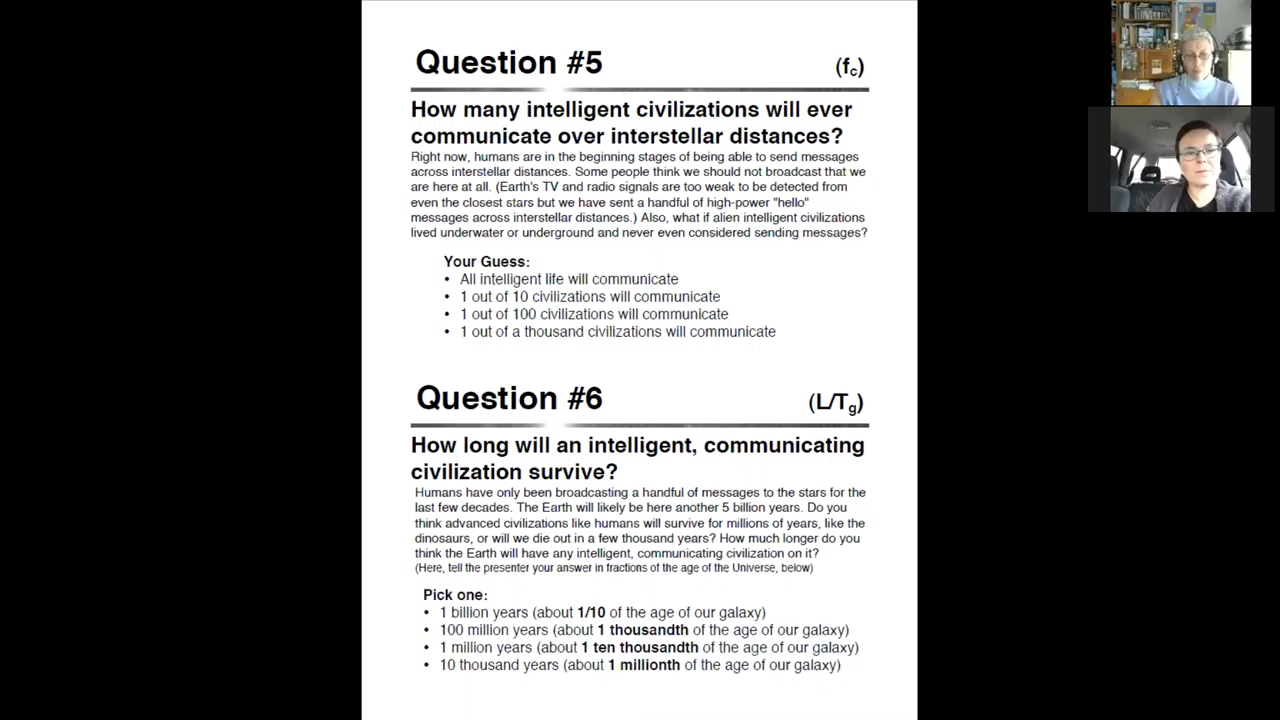 Question #5 (fc)
How many intelligent civilizations will ever
communicate over interstellar distances?
Right now, humans are in the beginning stages of being able to send messages
across interstellar distances. Some people think we should not broadcast that we
are here at all. (Earth's TV and radio signals are too weak to be detected from
even the closest stars but we have sent a handful of high-power "hello"
messages across interstellar distances.) Also, what if alien intelligent civilizations
lived underwater or underground and never even considered sending messages?
Your Guess:
• All intelligent life will communicate
• 1 out of 10 civilizations will communicate
• 1 out of 100 civilizations will communicate
• 1 out of a thousand civilizations will communicate
Question #6 (L/Tg)
How long will an intelligent, communicating
civilization survive?
Humans have only been broadcasting a handful of messages to the stars for the
last few decades. The Earth will likely be here another 5 billion years. Do you
think advanced civilizations like humans will survive for millions of years, like the
dinosaurs, or will we die out in a few thousand years? How much longer do you
think the Earth will have any intelligent, communicating civilization on it?
(Here, tell the presenter your answer in fractions of the age of the Universe, below)
Pick one:
• 1 billion years (about 1/10 of the age of our galaxy)
• 100 million years (about 1 thousandth of the age of our galaxy)
• 1 million years (about 1 ten thousandth of the age of our galaxy)
• 10 thousand years (about 1 millionth of the age of our galaxy)